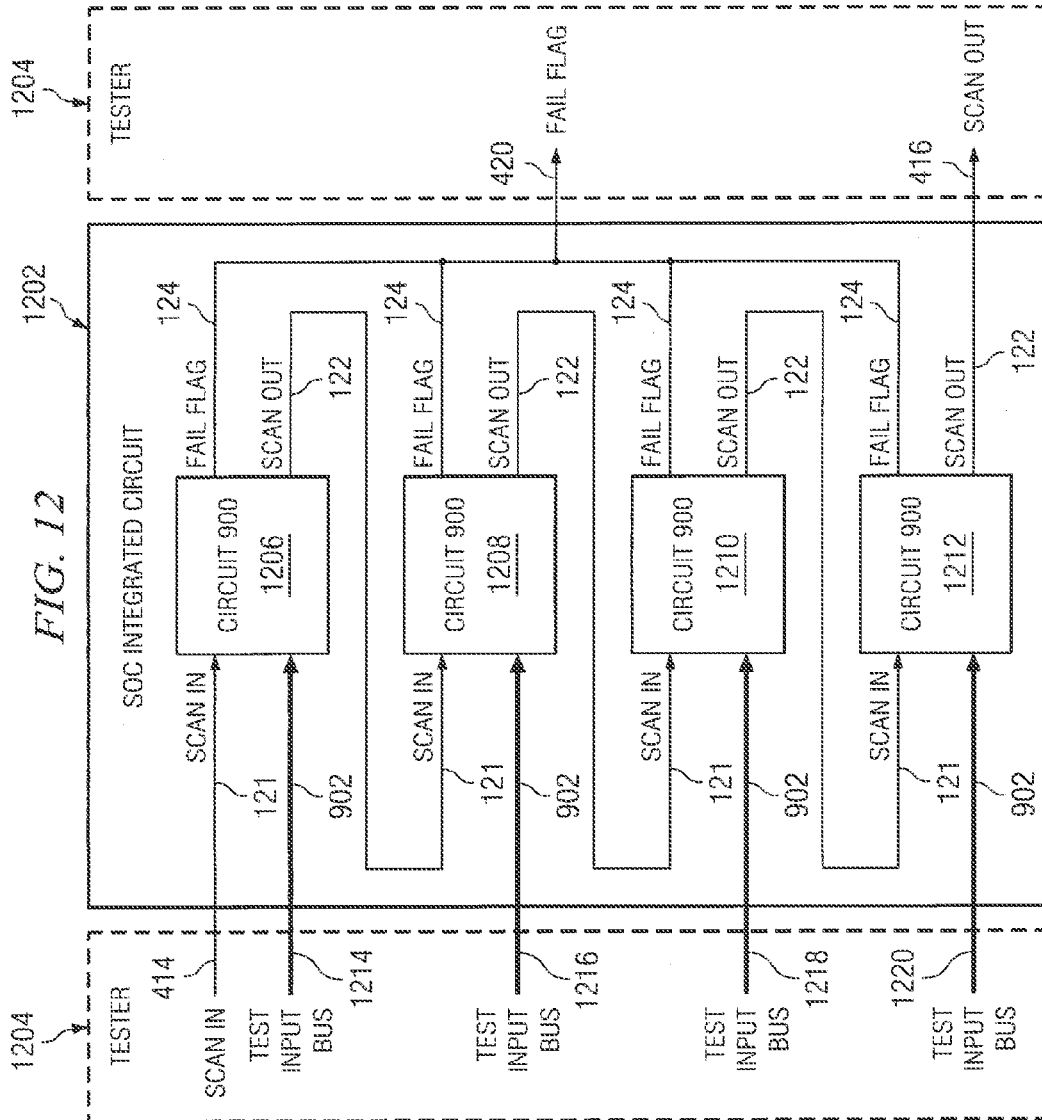 FIG. 12
1204
TESTER
SCAN IN
414
TEST
INPUT
BUS
1214
TEST
INPUT
BUS
1216
TEST
INPUT
BUS
1218
TEST
INPUT
BUS
1220
1202
SOC INTEGRATED CIRCUIT
SCAN IN
121
902
CIRCUIT 900
1206
FAIL FLAG
124
SCAN OUT
122
SCAN IN
121
902
CIRCUIT 900
1208
FAIL FLAG
124
SCAN OUT
122
SCAN IN
121
902
CIRCUIT 900
1210
FAIL FLAG
124
SCAN OUT
122
SCAN IN
121
902
CIRCUIT 900
1212
FAIL FLAG
124
SCAN OUT
122
1204
TESTER
420
FAIL FLAG
416
SCAN OUT